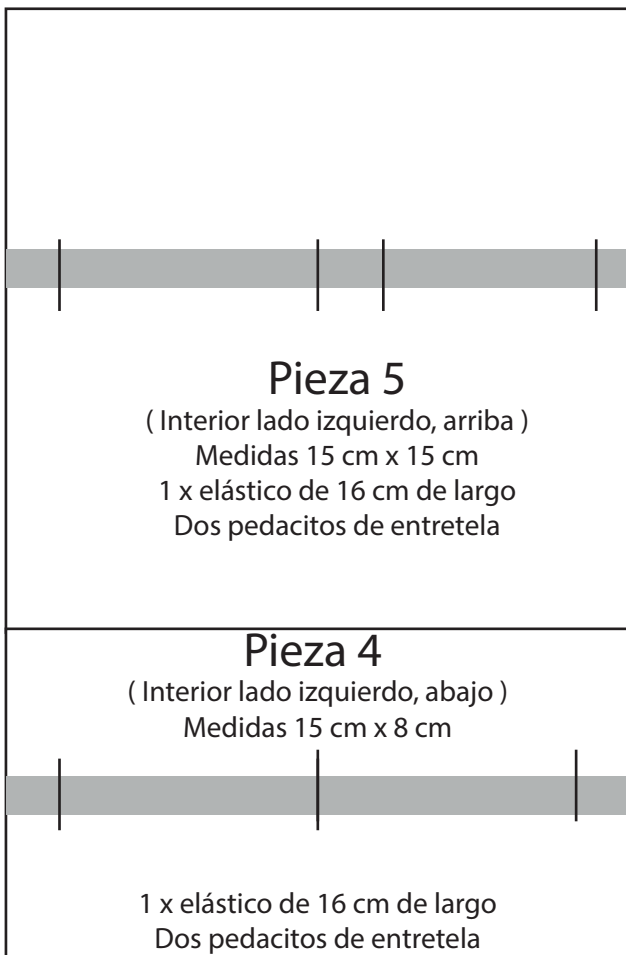 Pieza 5
( Interior lado izquierdo, arriba )
Medidas 15 cm x 15 cm
1 x elástico de 16 cm de largo
Dos pedacitos de entretela
Pieza 4
( Interior lado izquierdo, abajo )
Medidas 15 cm x 8 cm
1 x elástico de 16 cm de largo
Dos pedacitos de entretela